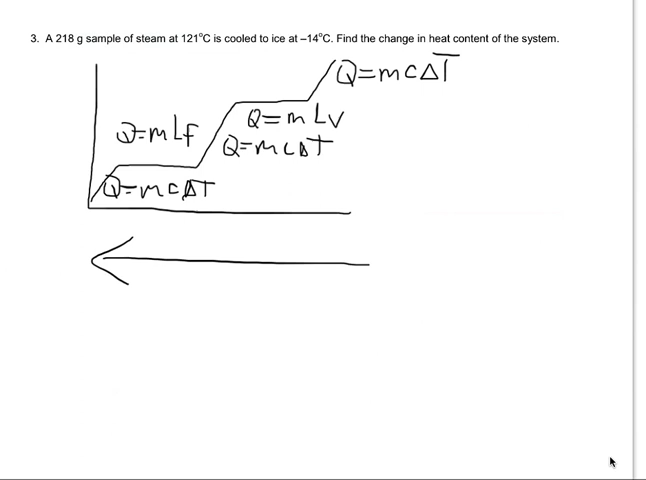 3. A 218 g sample of steam at 121°C is cooled to ice at –14°C. Find the change in heat content of the system.
Q=mCΔT
Q=mLv
Q=mLf
Q=mCΔT
Q=mCΔT